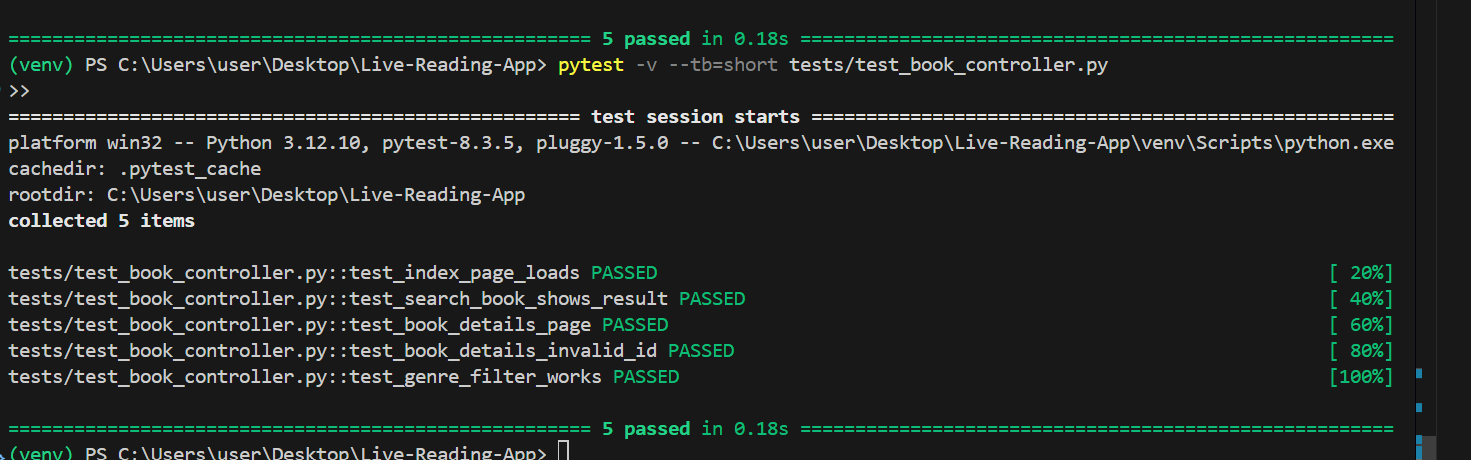 ===================================================== 5 passed in 0.18s ======================================================
(venv) PS C:\Users\user\Desktop\Live-Reading-App> pytest -v --tb=short tests/test_book_controller.py
>>
==================================================== test session starts =====================================================
platform win32 -- Python 3.12.10, pytest-8.3.5, pluggy-1.5.0 -- C:\Users\user\Desktop\Live-Reading-App\venv\Scripts\python.exe
cachedir: .pytest_cache
rootdir: C:\Users\user\Desktop\Live-Reading-App
collected 5 items
tests/test_book_controller.py::test_index_page_loads PASSED [ 20%]
tests/test_book_controller.py::test_search_book_shows_result PASSED [ 40%]
tests/test_book_controller.py::test_book_details_page PASSED [ 60%]
tests/test_book_controller.py::test_book_details_invalid_id PASSED [ 80%]
tests/test_book_controller.py::test_genre_filter_works PASSED [100%]
===================================================== 5 passed in 0.18s ======================================================
(venv) PS C:\Users\user\Desktop\Live-Reading-App>